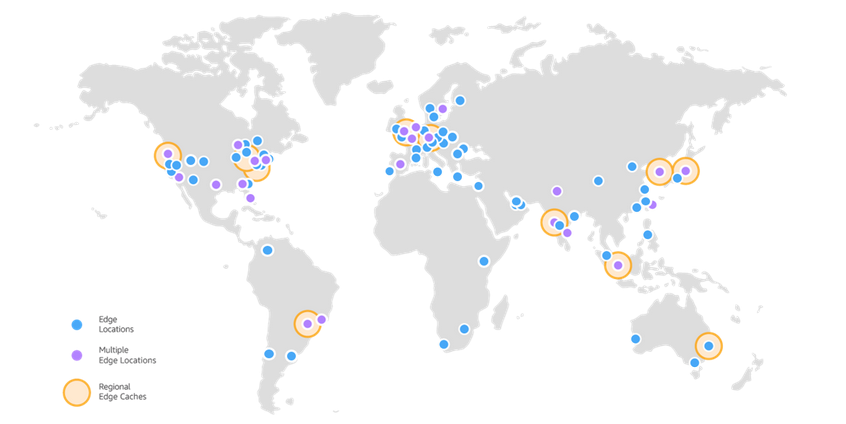 Edge
Locations
Multiple
Edge Locations
Regional
Edge Caches